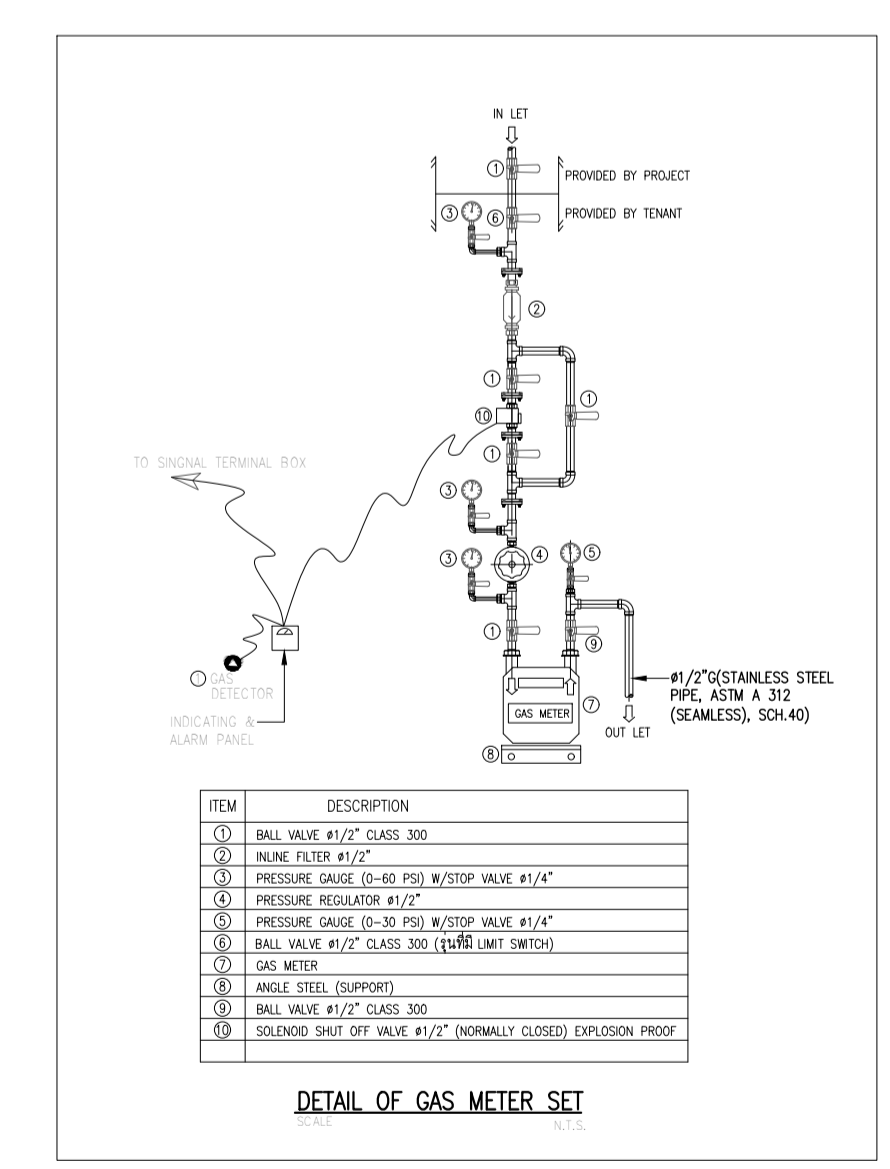 IN LET
① PROVIDED BY PROJECT
③ ⑥ PROVIDED BY TENANT
②
①
①
⑩
①
TO SINGNAL TERMINAL BOX
③
③ ④ ⑤
① ⑨
① GAS
DETECTOR
INDICATING &
ALARM PANEL
GAS METER ⑦
ø1/2"G(STAINLESS STEEL
PIPE, ASTM A 312
(SEAMLESS), SCH.40)
OUT LET
⑧
ITEM DESCRIPTION
① BALL VALVE ø1/2" CLASS 300
② INLINE FILTER ø1/2"
③ PRESSURE GAUGE (0-60 PSI) W/STOP VALVE ø1/4"
④ PRESSURE REGULATOR ø1/2"
⑤ PRESSURE GAUGE (0-30 PSI) W/STOP VALVE ø1/4"
⑥ BALL VALVE ø1/2" CLASS 300 (รุ่นที่มี LIMIT SWITCH)
⑦ GAS METER
⑧ ANGLE STEEL (SUPPORT)
⑨ BALL VALVE ø1/2" CLASS 300
⑩ SOLENOID SHUT OFF VALVE ø1/2" (NORMALLY CLOSED) EXPLOSION PROOF
DETAIL OF GAS METER SET
SCALE N.T.S.